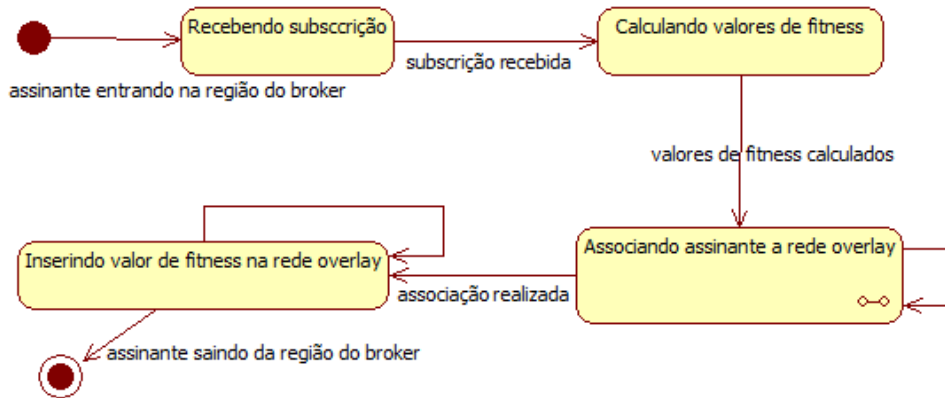 Recebendo subsccrição
Calculando valores de fitness
subscrição recebida
assinante entrando na região do broker
valores de fitness calculados
Associando assinante a rede overlay
Inserindo valor de fitness na rede overlay
associação realizada
assinante saindo da região do broker